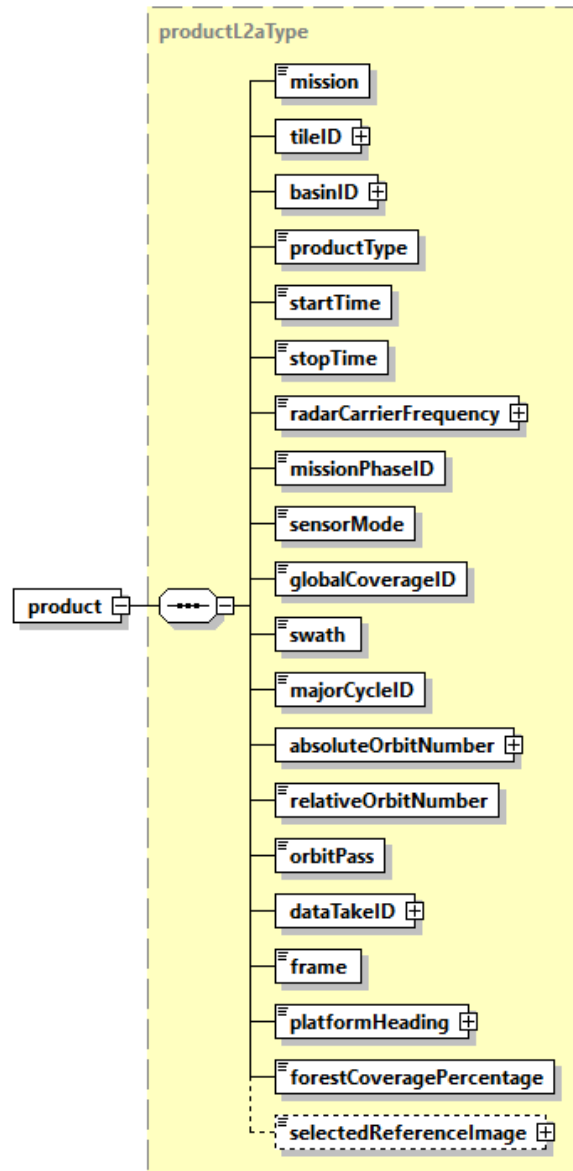 productL2aType
mission
tileID
basinID
productType
startTime
stopTime
radarCarrierFrequency
missionPhaseID
sensorMode
globalCoverageID
product
swath
majorCycleID
absoluteOrbitNumber
relativeOrbitNumber
orbitPass
dataTakeID
frame
platformHeading
forestCoveragePercentage
selectedReferenceImage